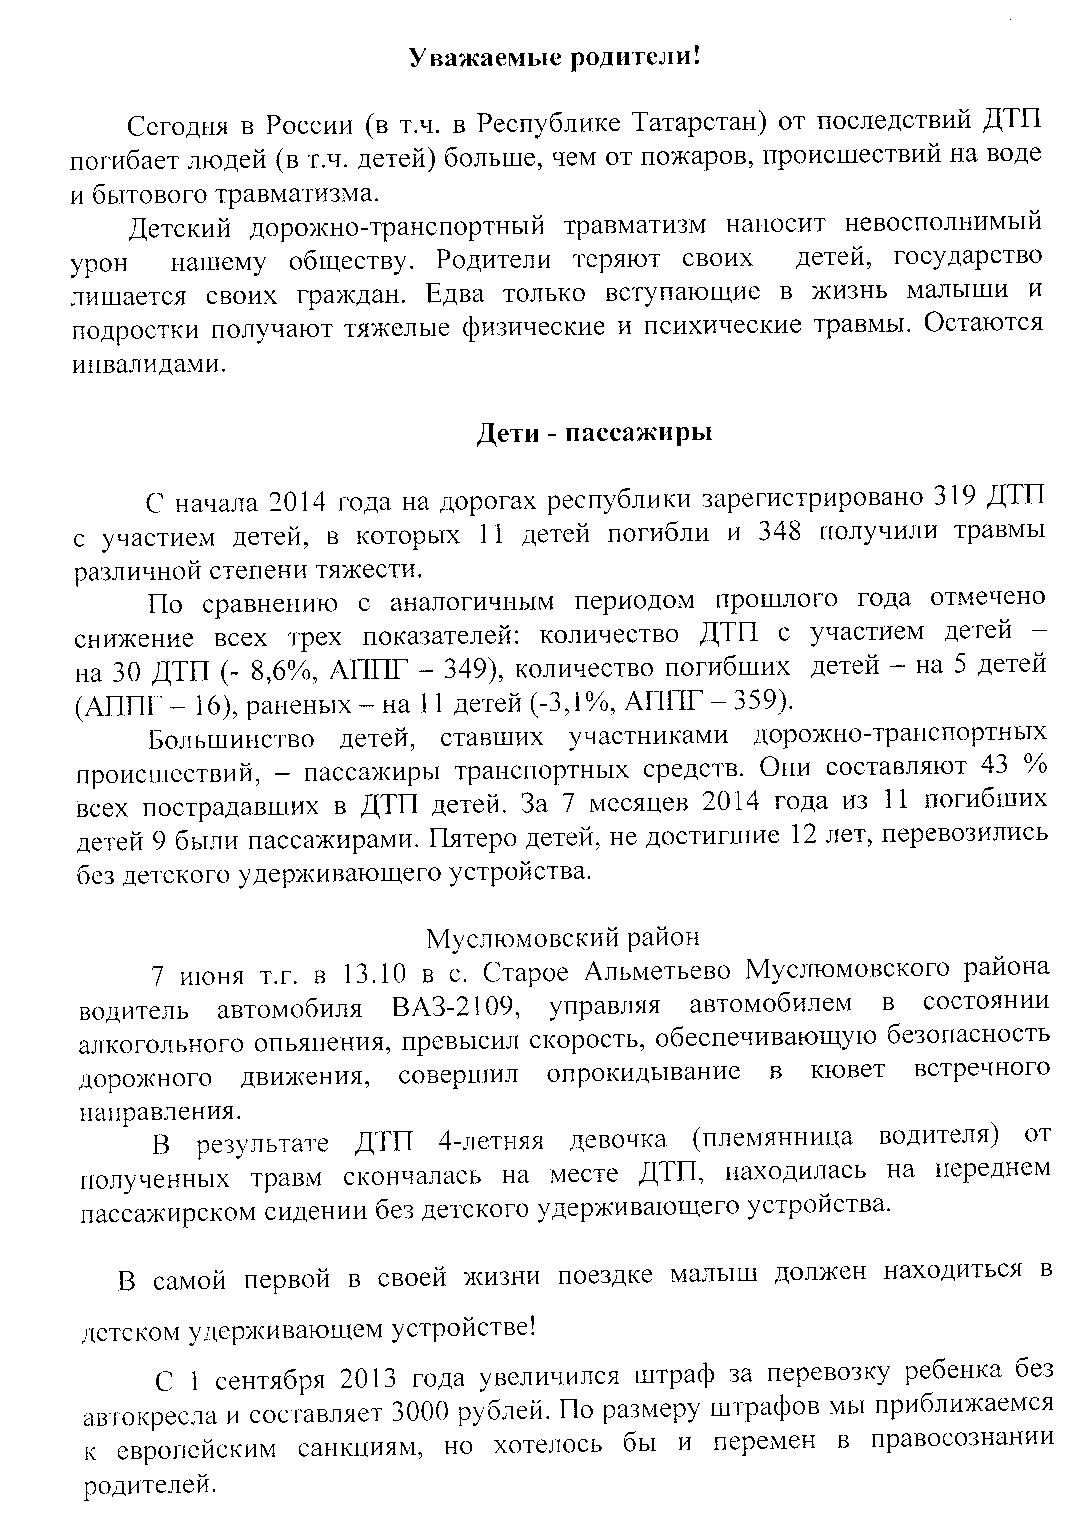 Уважаемые родители!
Сегодня в России (в т.ч. в Республике Татарстан) от последствий ДТП
погибает людей (в т.ч. детей) больше, чем от пожаров, происшествий на воде
и бытового травматизма.
Детский дорожно-транспортный травматизм наносит невосполнимый
урон нашему обществу. Родители теряют своих детей, государство
лишается своих граждан. Едва только вступающие в жизнь малыши и
подростки получают тяжелые физические и психические травмы. Остаются
инвалидами.
Дети - пассажиры
С начала 2014 года на дорогах республики зарегистрировано 319 ДТП
с участием детей, в которых 11 детей погибли и 348 получили травмы
различной степени тяжести.
По сравнению с аналогичным периодом прошлого года отмечено
снижение всех трех показателей: количество ДТП с участием детей –
на 30 ДТП (- 8,6%, АППГ – 349), количество погибших детей – на 5 детей
(АППГ – 16), раненых – на 11 детей (-3,1%, АППГ – 359).
Большинство детей, ставших участниками дорожно-транспортных
происшествий, – пассажиры транспортных средств. Они составляют 43 %
всех пострадавших в ДТП детей. За 7 месяцев 2014 года из 11 погибших
детей 9 были пассажирами. Пятеро детей, не достигшие 12 лет, перевозились
без детского удерживающего устройства.
Муслюмовский район
7 июня т.г. в 13.10 в с. Старое Альметьево Муслюмовского района
водитель автомобиля ВАЗ-2109, управляя автомобилем в состоянии
алкогольного опьянения, превысил скорость, обеспечивающую безопасность
дорожного движения, совершил опрокидывание в кювет встречного
направления.
В результате ДТП 4-летняя девочка (племянница водителя) от
полученных травм скончалась на месте ДТП, находилась на переднем
пассажирском сидении без детского удерживающего устройства.
В самой первой в своей жизни поездке малыш должен находиться в
детском удерживающем устройстве!
С 1 сентября 2013 года увеличился штраф за перевозку ребенка без
автокресла и составляет 3000 рублей. По размеру штрафов мы приближаемся
к европейским санкциям, но хотелось бы и перемен в правосознании
родителей.